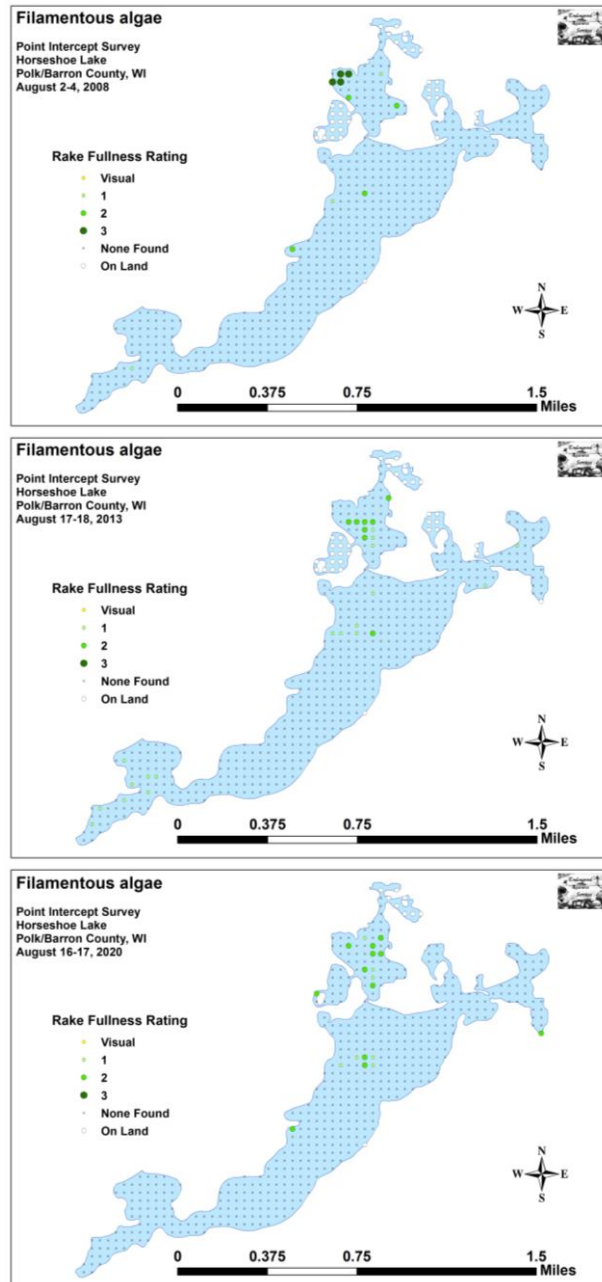 Filamentous algae
Point Intercept Survey
Horseshoe Lake
Polk/Barron County, WI
August 2-4, 2008
Rake Fullness Rating
Visual
1
2
3
None Found
On Land
N
W E
S
0 0.375 0.75 1.5
Miles
Filamentous algae
Point Intercept Survey
Horseshoe Lake
Polk/Barron County, WI
August 17-18, 2013
Rake Fullness Rating
Visual
1
2
3
None Found
On Land
N
W E
S
0 0.375 0.75 1.5
Miles
Filamentous algae
Point Intercept Survey
Horseshoe Lake
Polk/Barron County, WI
August 16-17, 2020
Rake Fullness Rating
Visual
1
2
3
None Found
On Land
N
W E
S
0 0.375 0.75 1.5
Miles